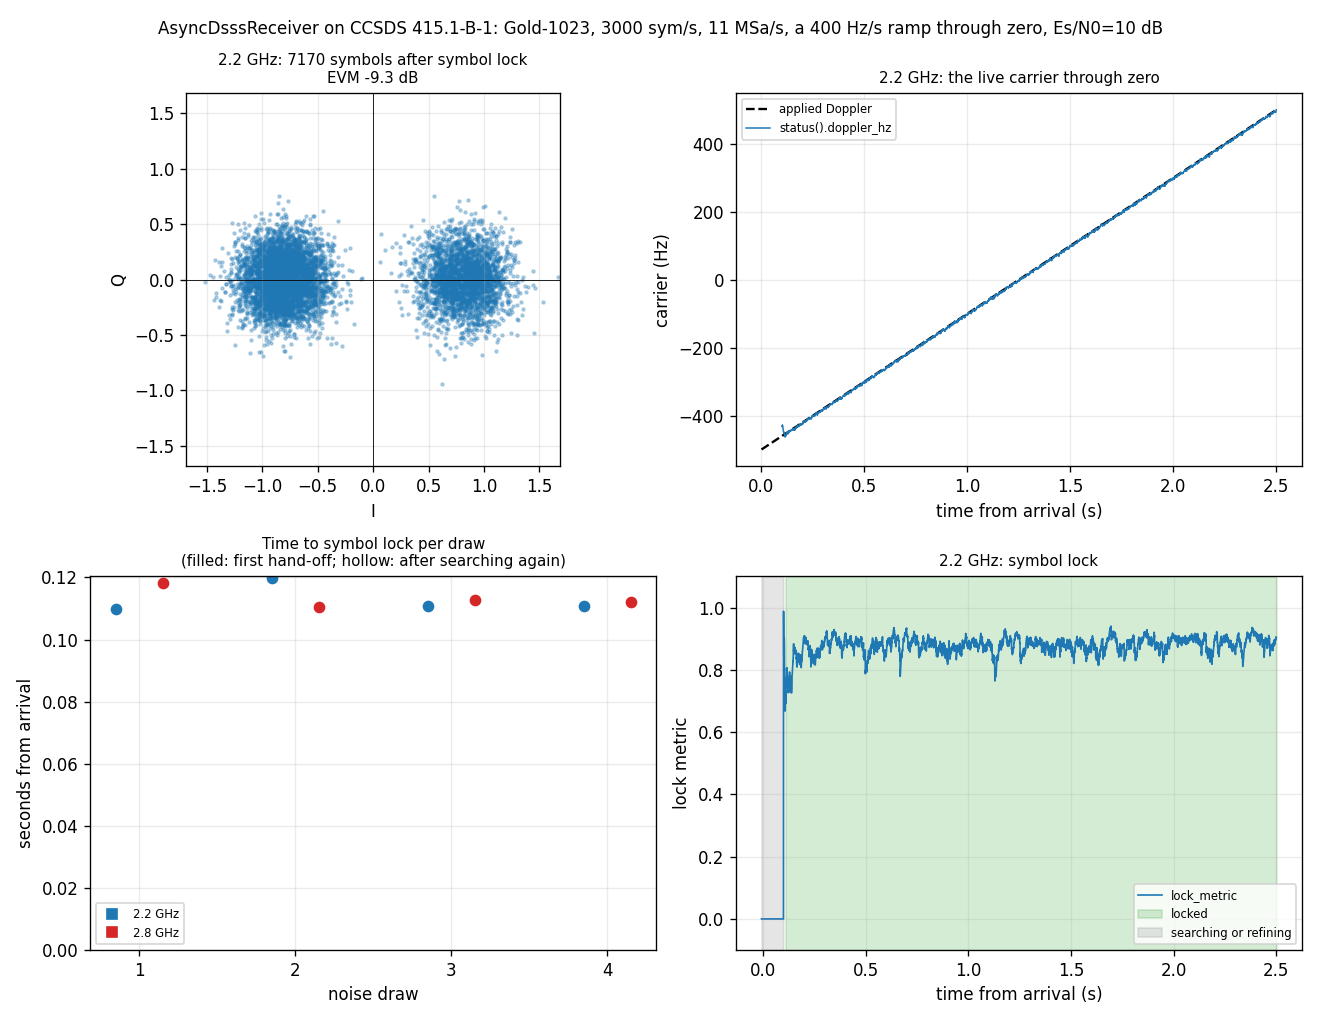 AsyncDsssReceiver on CCSDS 415.1-B-1: Gold-1023, 3000 sym/s, 11 MSa/s, a 400 Hz/s ramp through zero, Es/N0=10 dB
2.2 GHz: 7170 symbols after symbol lock
EVM -9.3 dB
1.5
1.0
0.5
0.0
−0.5
−1.0
−1.5
Q
−1.5
−1.0
−0.5
0.0
0.5
1.0
1.5
I
2.2 GHz: the live carrier through zero
applied Doppler
status().doppler_hz
400
200
0
−200
−400
carrier (Hz)
0.0
0.5
1.0
1.5
2.0
2.5
time from arrival (s)
Time to symbol lock per draw
(filled: first hand-off; hollow: after searching again)
0.12
0.10
0.08
0.06
0.04
0.02
0.00
seconds from arrival
2.2 GHz
2.8 GHz
1
2
3
4
noise draw
2.2 GHz: symbol lock
1.0
0.8
0.6
0.4
0.2
0.0
lock metric
lock_metric
locked
searching or refining
0.0
0.5
1.0
1.5
2.0
2.5
time from arrival (s)